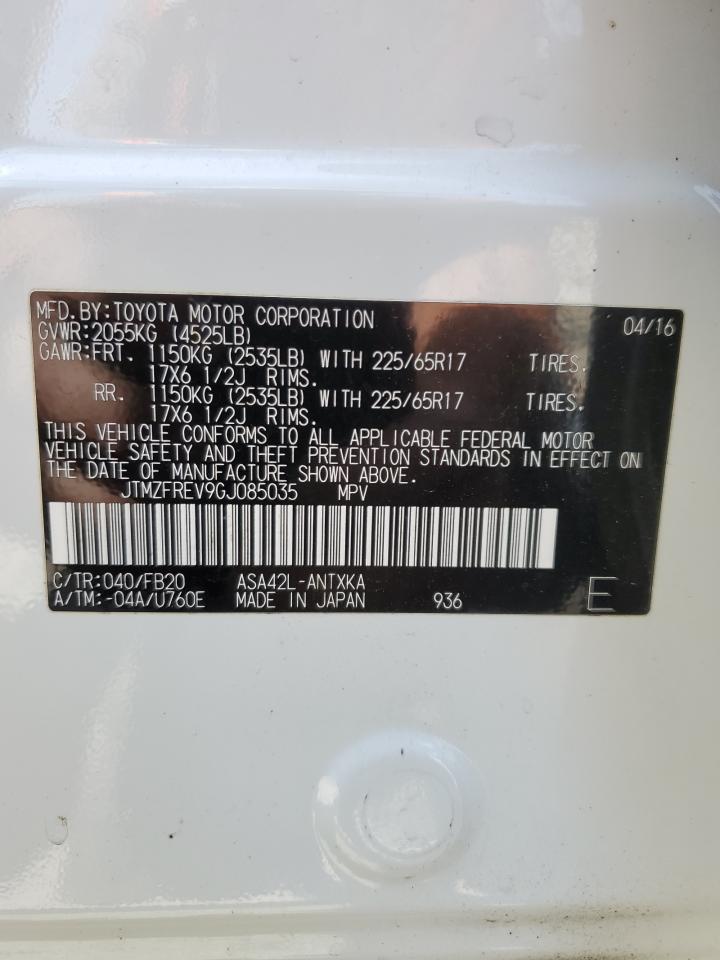 MFD.BY:TOYOTA MOTOR CORPORATION 04/16
GVWR:2055KG (4525LB)
GAWR:FRT. 1150KG (2535LB) WITH 225/65R17 TIRES.
17X6 1/2J RIMS.
RR. 1150KG (2535LB) WITH 225/65R17 TIRES.
17X6 1/2J RIMS.
THIS VEHICLE CONFORMS TO ALL APPLICABLE FEDERAL MOTOR
VEHICLE SAFETY AND THEFT PREVENTION STANDARDS IN EFFECT ON
THE DATE OF MANUFACTURE SHOWN ABOVE.
JTMZFREV9GJ085035 MPV
C/TR:040/FB20 ASA42L-ANTXKA
A/TM:-04A/U760E MADE IN JAPAN 936 E